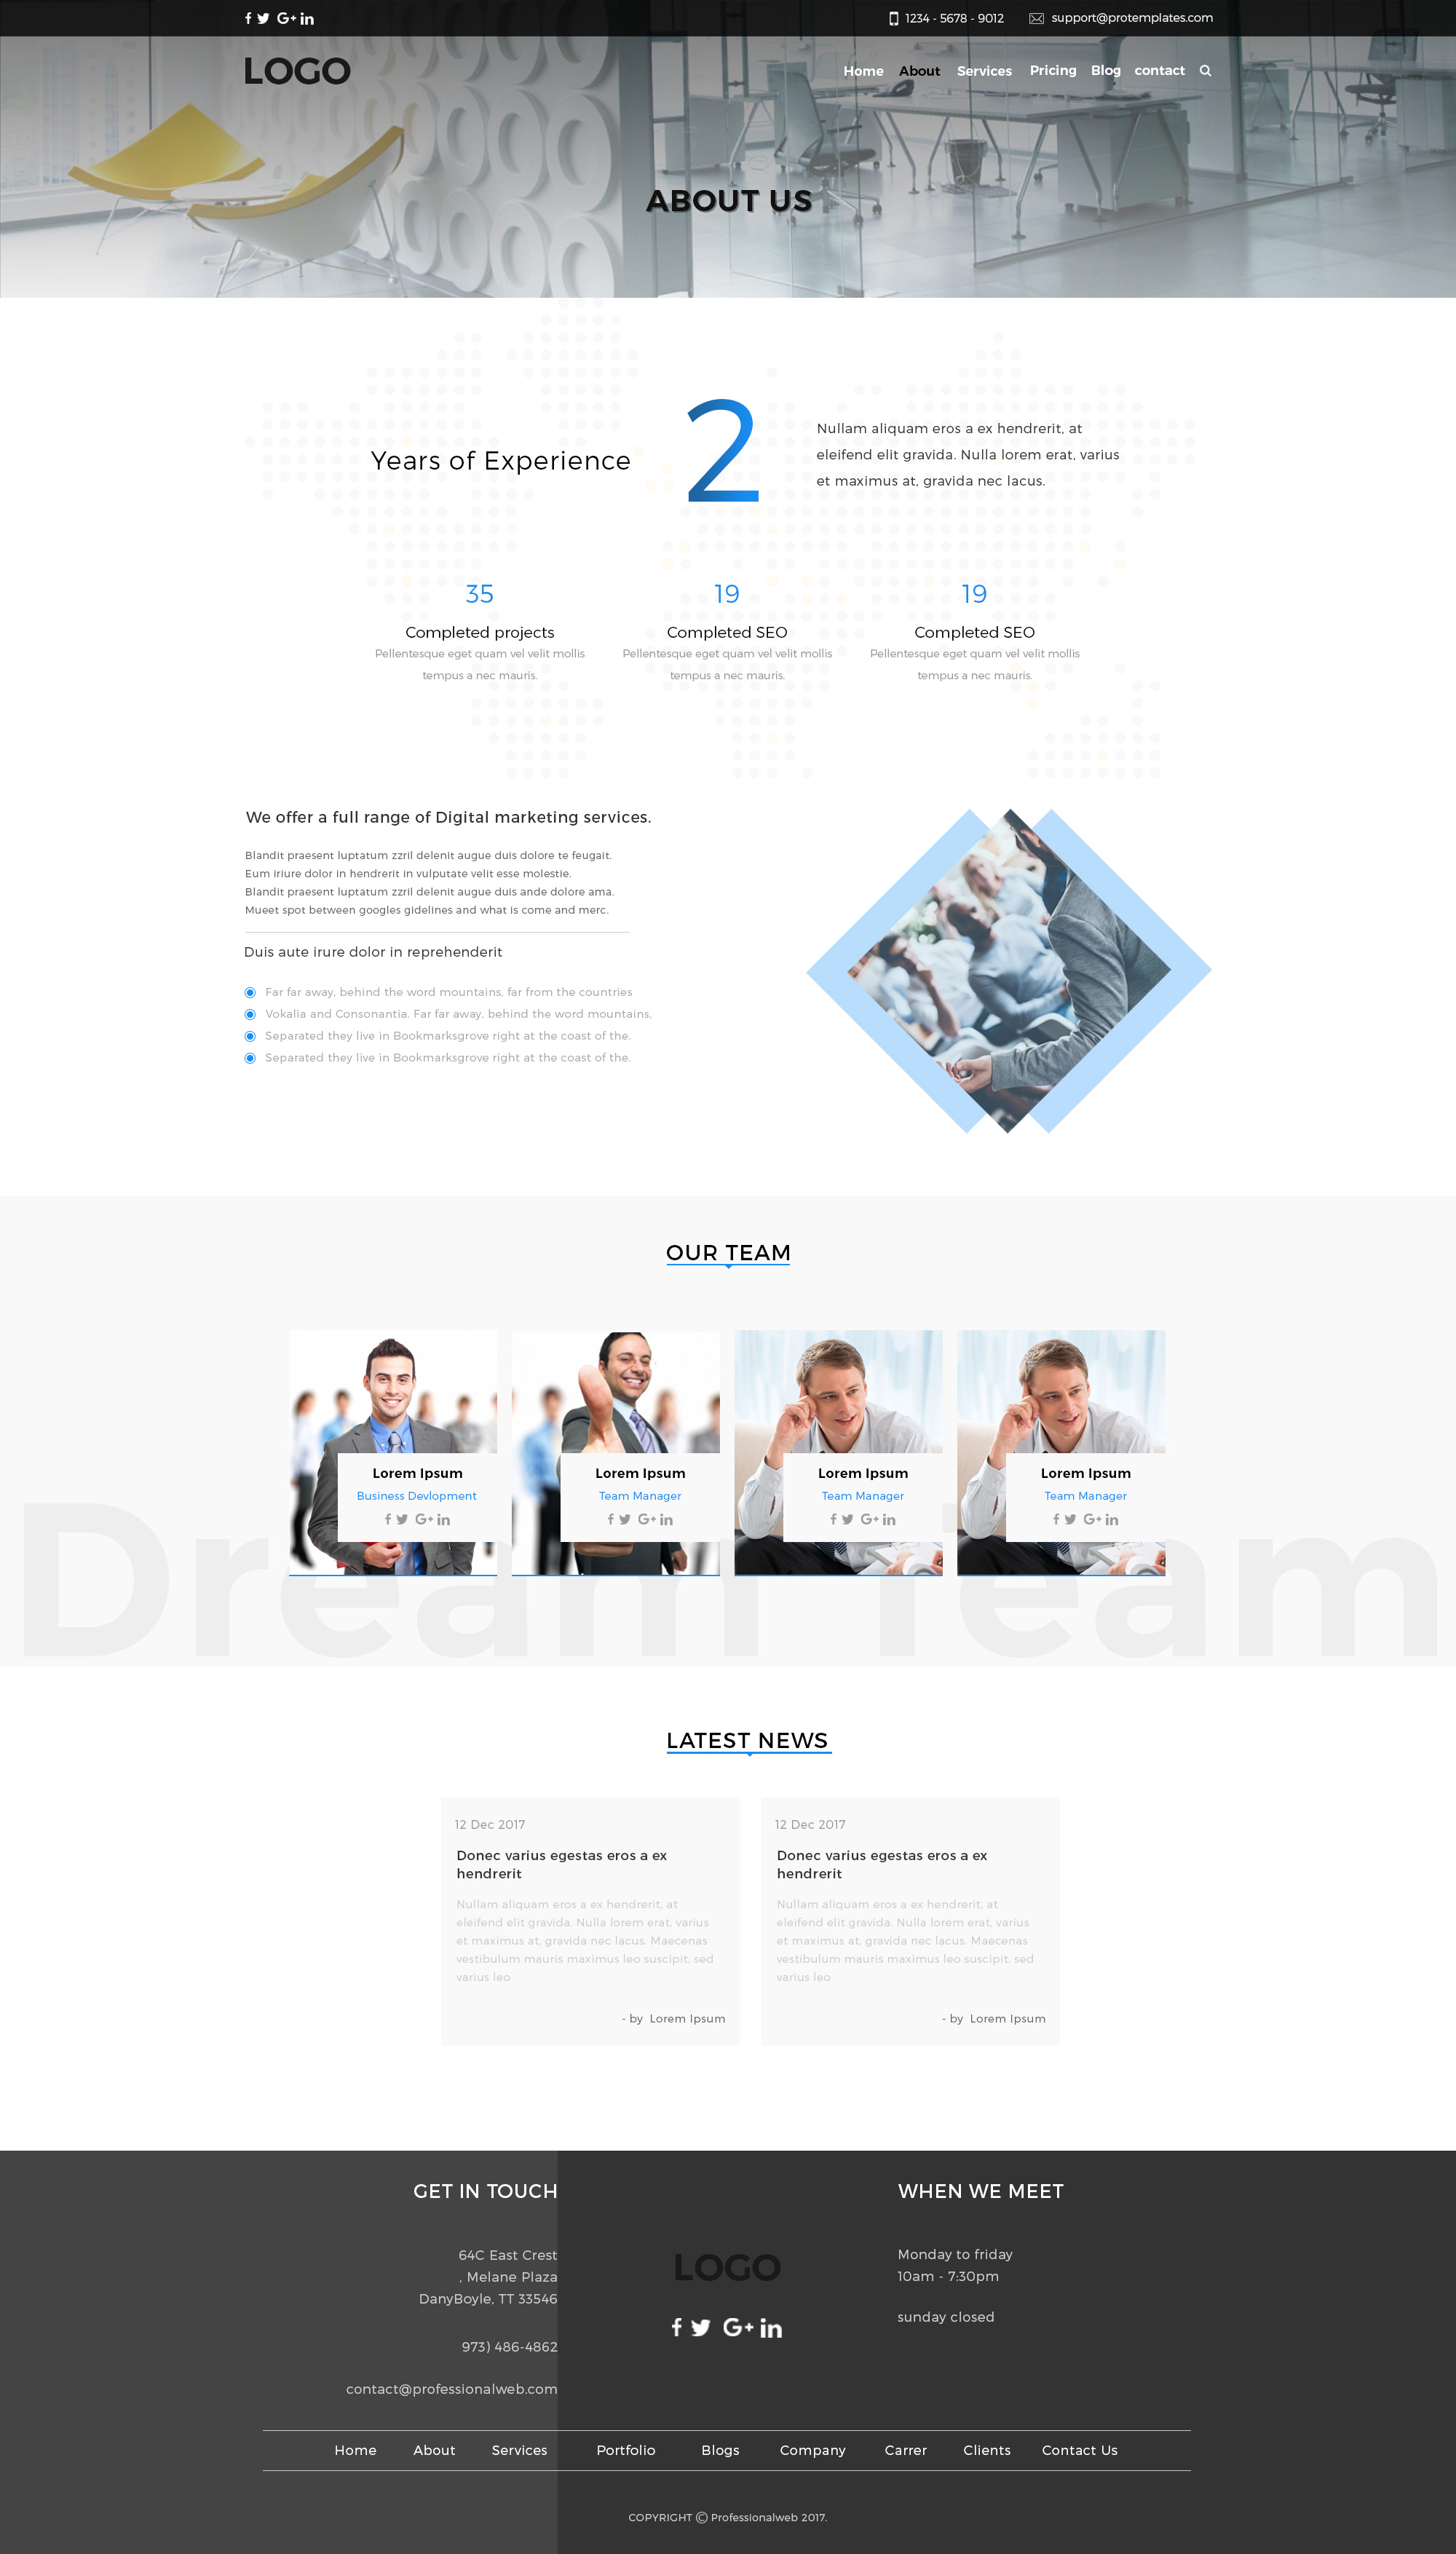 1234 - 5678 - 9012
support@protemplates.com
LOGO
Home About Services Pricing Blog contact
ABOUT US
Years of Experience
2
Nullam aliquam eros a ex hendrerit, at
eleifend elit gravida. Nulla lorem erat, varius
et maximus at, gravida nec lacus.
35
Completed projects
Pellentesque eget quam vel velit mollis
tempus a nec mauris.
19
Completed SEO
Pellentesque eget quam vel velit mollis
tempus a nec mauris.
19
Completed SEO
Pellentesque eget quam vel velit mollis
tempus a nec mauris.
We offer a full range of Digital marketing services.
Blandit praesent luptatum zzril delenit augue duis dolore te feugait.
Eum iriure dolor in hendrerit in vulputate velit esse molestie.
Blandit praesent luptatum zzril delenit augue duis ande dolore ama.
Mueet spot between googles gidelines and what is come and merc.
Duis aute irure dolor in reprehenderit
Far far away, behind the word mountains, far from the countries
Vokalia and Consonantia. Far far away, behind the word mountains,
Separated they live in Bookmarksgrove right at the coast of the.
Separated they live in Bookmarksgrove right at the coast of the.
OUR TEAM
Lorem Ipsum
Business Devlopment
Lorem Ipsum
Team Manager
Lorem Ipsum
Team Manager
Lorem Ipsum
Team Manager
Dream Team
LATEST NEWS
12 Dec 2017
Donec varius egestas eros a ex
hendrerit
Nullam aliquam eros a ex hendrerit, at
eleifend elit gravida. Nulla lorem erat, varius
et maximus at, gravida nec lacus. Maecenas
vestibulum mauris maximus leo suscipit, sed
varius leo
- by Lorem Ipsum
12 Dec 2017
Donec varius egestas eros a ex
hendrerit
Nullam aliquam eros a ex hendrerit, at
eleifend elit gravida. Nulla lorem erat, varius
et maximus at, gravida nec lacus. Maecenas
vestibulum mauris maximus leo suscipit, sed
varius leo
- by Lorem Ipsum
GET IN TOUCH
64C East Crest
, Melane Plaza
DanyBoyle, TT 33546
973) 486-4862
contact@professionalweb.com
LOGO
WHEN WE MEET
Monday to friday
10am - 7:30pm
sunday closed
Home About Services Portfolio Blogs Company Carrer Clients Contact Us
COPYRIGHT © Professionalweb 2017.